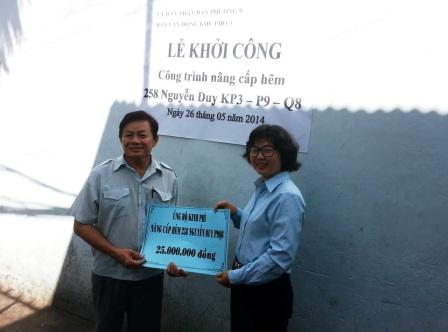 ỦY BAN NHÂN DÂN PHƯỜNG 9
BAN VẬN ĐỘNG KHU PHỐ 3
LỄ KHỞI CÔNG
Công trình nâng cấp hẽm
258 Nguyễn Duy KP3 – P9 – Q8
Ngày 26 tháng 05 năm 2014
ỦNG HỘ KINH PHÍ
NÂNG CẤP HẺM 258 NGUYỄN DUY P9Q8
25.000.000 đồng